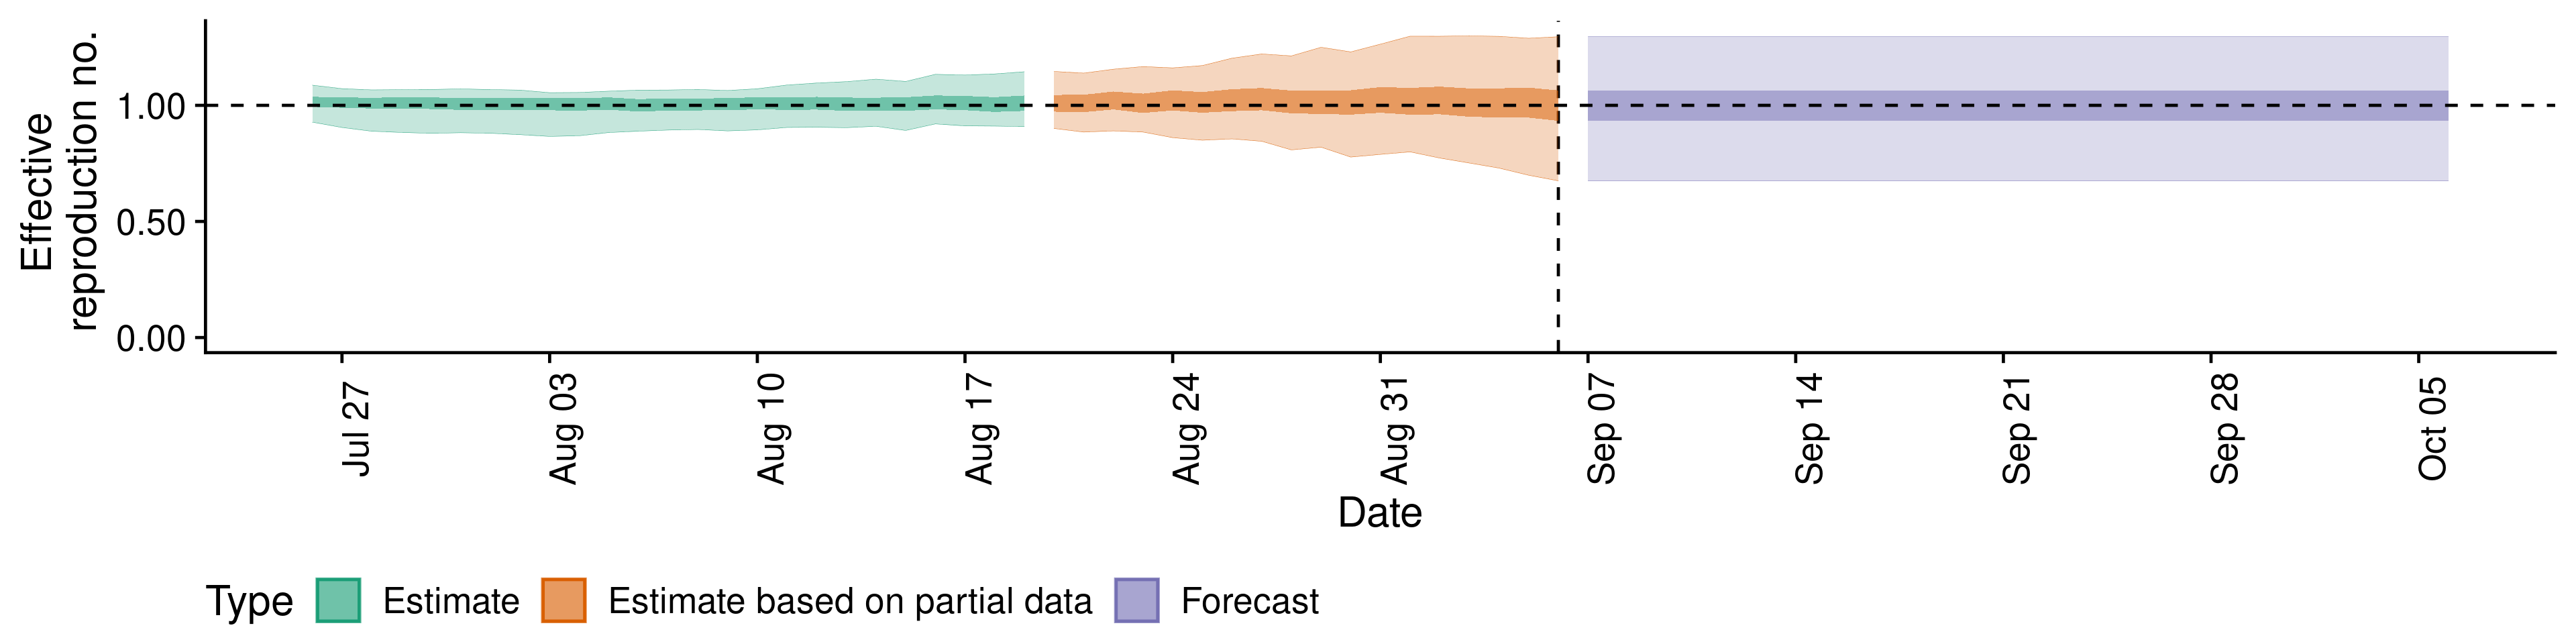 Effective
reproduction no.
1.00
0.50
0.00
Jul 27
Aug 03
Aug 10
Aug 17
Aug 24
Aug 31
Sep 07
Sep 14
Sep 21
Sep 28
Oct 05
Date
Type Estimate Estimate based on partial data Forecast